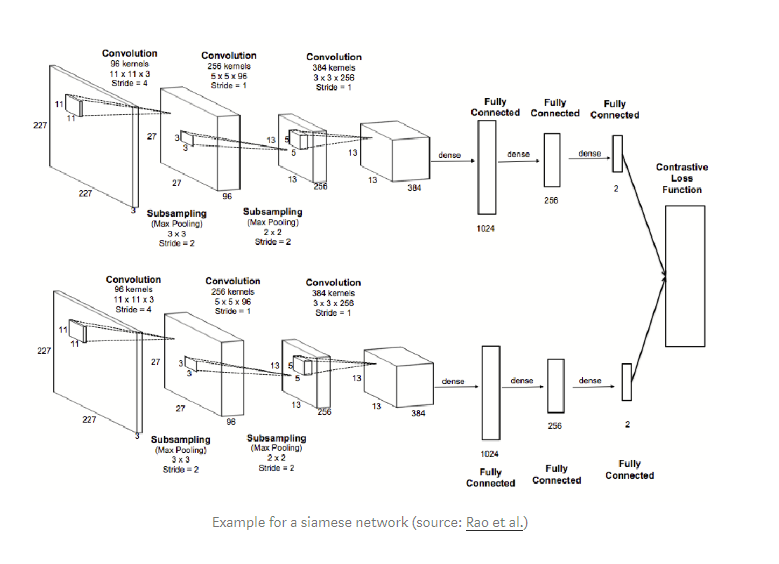 Convolution
96 kernels
11 x 11 x 3
Stride = 4
Convolution
256 kernels
5 x 5 x 96
Stride = 1
Convolution
384 kernels
3 x 3 x 256
Stride = 1
227
11
11
227
3
27
3
3
27
96
13
5
5
13
256
13
13
384
dense
Fully
Connected
1024
dense
Fully
Connected
256
dense
Fully
Connected
2
Contrastive
Loss
Function
Subsampling
(Max Pooling)
3 x 3
Stride = 2
Subsampling
(Max Pooling)
2 x 2
Stride = 2
Convolution
96 kernels
11 x 11 x 3
Stride = 4
Convolution
256 kernels
5 x 5 x 96
Stride = 1
Convolution
384 kernels
3 x 3 x 256
Stride = 1
227
11
11
227
3
27
3
3
27
96
13
5
5
13
256
13
13
384
dense
1024
Fully
Connected
dense
256
Fully
Connected
dense
2
Fully
Connected
Subsampling
(Max Pooling)
3 x 3
Stride = 2
Subsampling
(Max Pooling)
2 x 2
Stride = 2
Example for a siamese network (source: Rao et al.)